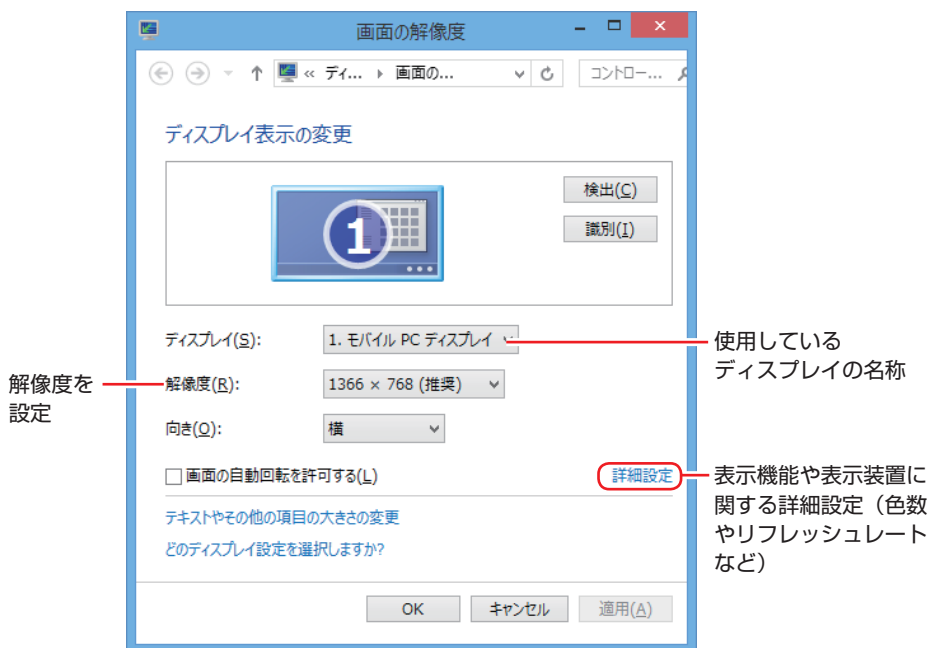 画面の解像度
« ディ... 画面の... コントロー...
ディスプレイ表示の変更
1
検出(C)
識別(I)
ディスプレイ(S): 1. モバイル PC ディスプレイ
使用している
ディスプレイの名称
解像度を
設定
解像度(R): 1366 × 768 (推奨)
向き(O): 横
画面の自動回転を許可する(L) 詳細設定
表示機能や表示装置に
関する詳細設定（色数
やリフレッシュレート
など）
テキストやその他の項目の大きさの変更
どのディスプレイ設定を選択しますか?
OK キャンセル 適用(A)